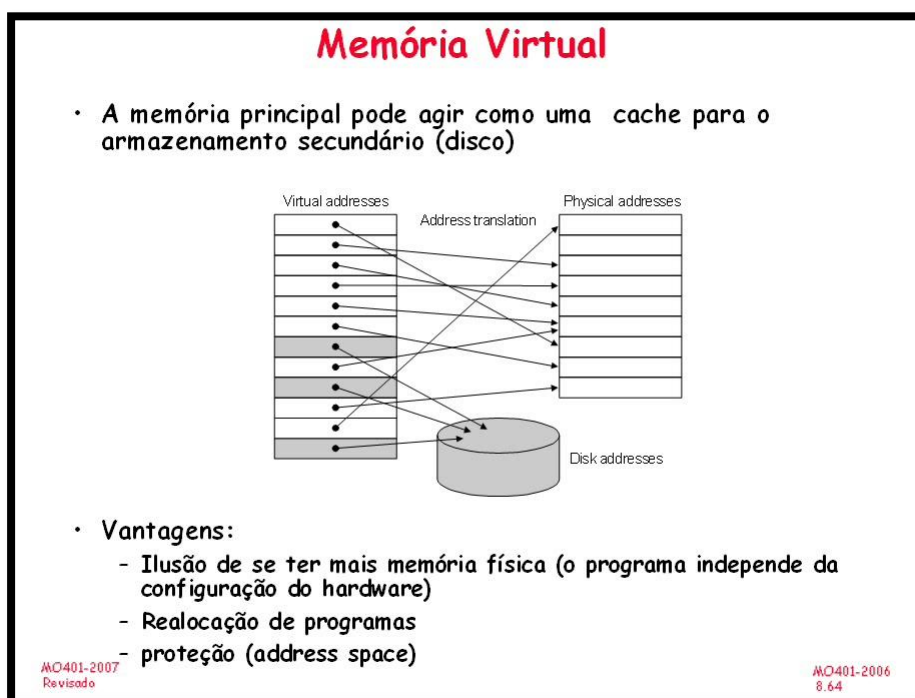 Memória Virtual
• A memória principal pode agir como uma cache para o
armazenamento secundário (disco)
Virtual addresses
Address translation
Physical addresses
Disk addresses
• Vantagens:
- Ilusão de se ter mais memória física (o programa independe da
configuração do hardware)
- Realocação de programas
- proteção (address space)
MO401-2007
Revisado
MO401-2006
8.64